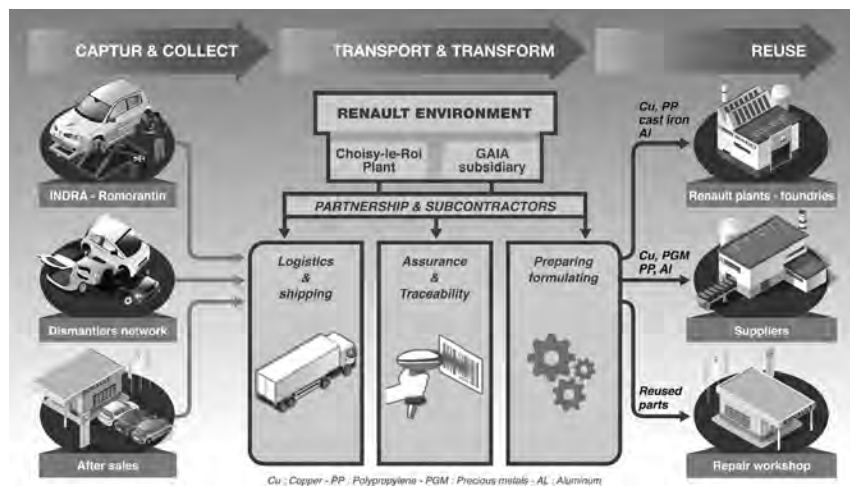 CAPTUR & COLLECT
TRANSPORT & TRANSFORM
REUSE
INDRA - Romorantin
Dismantlers network
After sales
RENAULT ENVIRONMENT
Choisy-le-Roi
Plant
GAIA
subsidiary
PARTNERSHIP & SUBCONTRACTORS
Logistics
&
shipping
Assurance
&
Traceability
Preparing
formulating
Cu, PP
cast iron
Al
Renault plants - foundries
Cu, PGM
PP, Al
Suppliers
Reused
parts
Repair workshop
Cu : Copper - PP : Polypropylene - PGM : Precious metals - AL : Aluminum